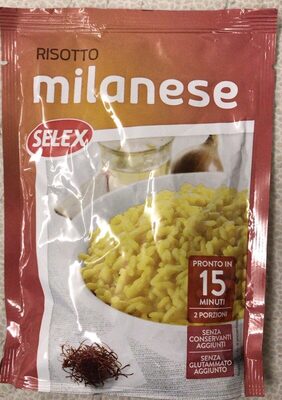 RISOTTO
milanese
SELEX
PRONTO IN
15
MINUTI
2 PORZIONI
SENZA
CONSERVANTI
AGGIUNTI
SENZA
GLUTAMMATO
AGGIUNTO